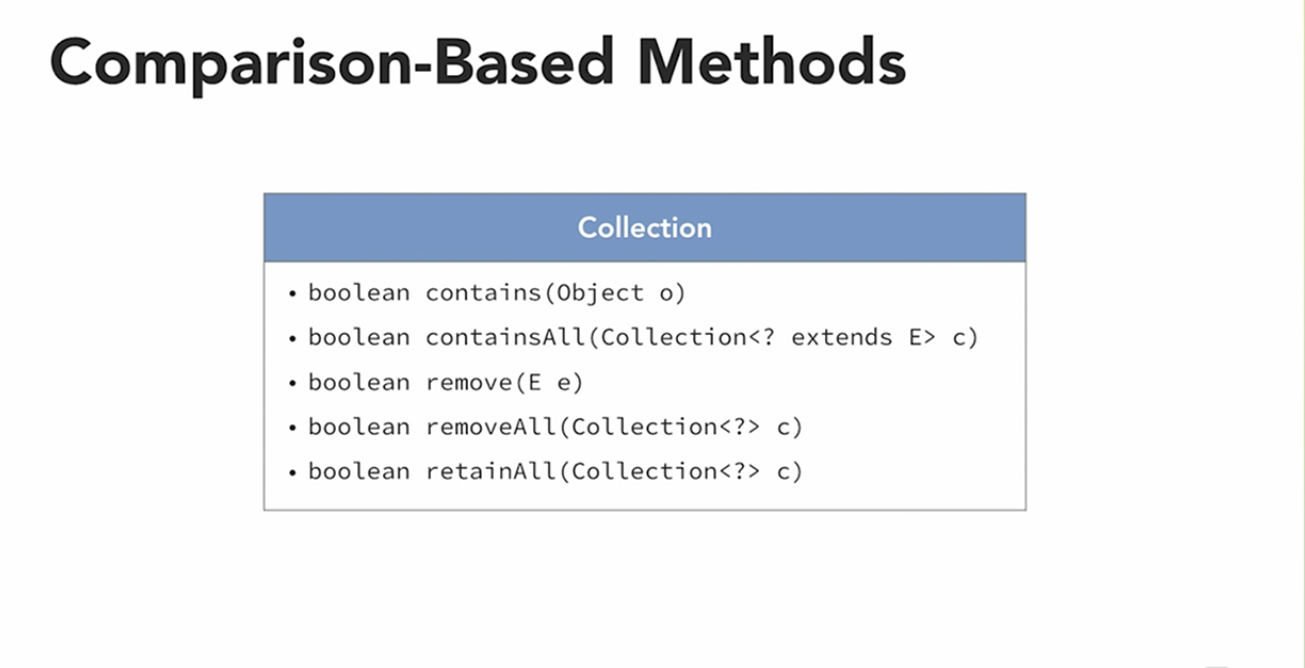 Comparison-Based Methods
Collection
• boolean contains(Object o)
• boolean containsAll(Collection<? extends E> c)
• boolean remove(E e)
• boolean removeAll(Collection<?> c)
• boolean retainAll(Collection<?> c)